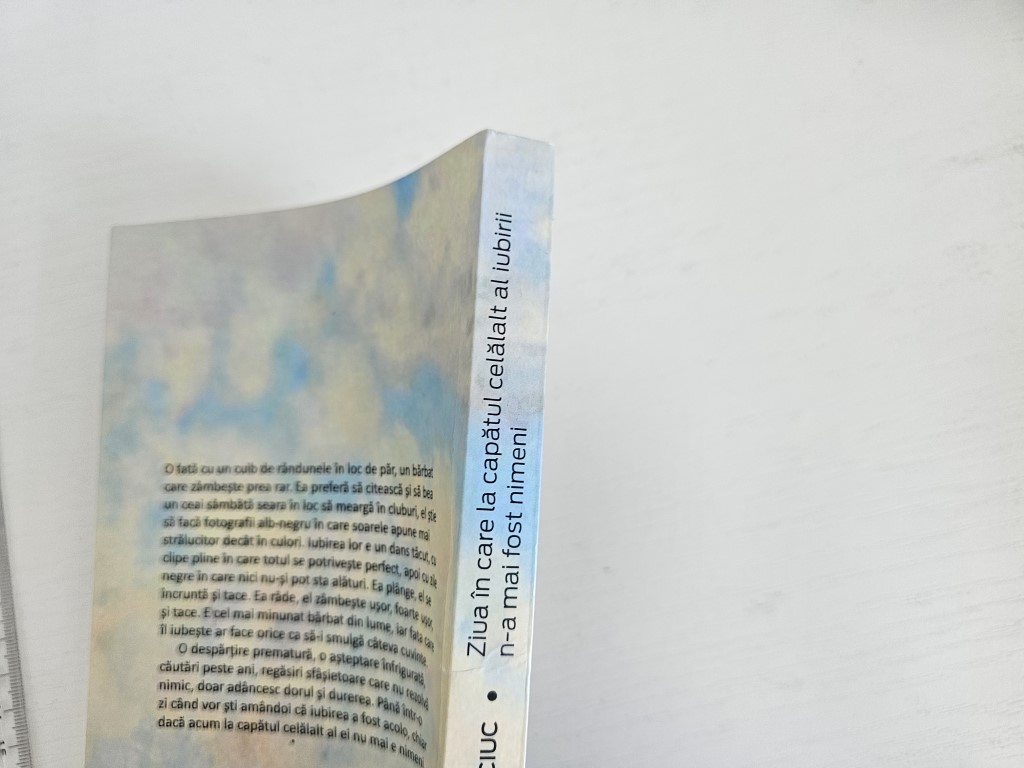 O fată cu un cuib de rândunele în loc de păr, un bărbat
care zâmbește prea rar. Ea preferă să citească și să bea
un ceai sâmbătă seara în loc să meargă în cluburi, el știe
să facă fotografii alb-negru în care soarele apune mai
strălucitor decât în culori. Iubirea lor e un dans tăcut, cu
clipe pline în care totul se potrivește perfect, apoi cu zile
negre în care nici nu-și pot sta alături. Ea plânge, el se
încruntă și tace. Ea râde, el zâmbește ușor, foarte ușor,
și tace. E cel mai minunat bărbat din lume, iar fata care
îl iubește ar face orice ca să-i smulgă câteva cuvinte.
O despărțire prematură, o așteptare înfrigurată,
căutări peste ani, regăsiri sfâșietoare care nu rezolvă
nimic, doar adâncesc dorul și durerea. Până într-o
zi când vor ști amândoi că iubirea a fost acolo, chiar
dacă acum la capătul celălalt al ei nu mai e nimeni
CIUC • Ziua în care la capătul celălalt al iubirii
n-a mai fost nimeni